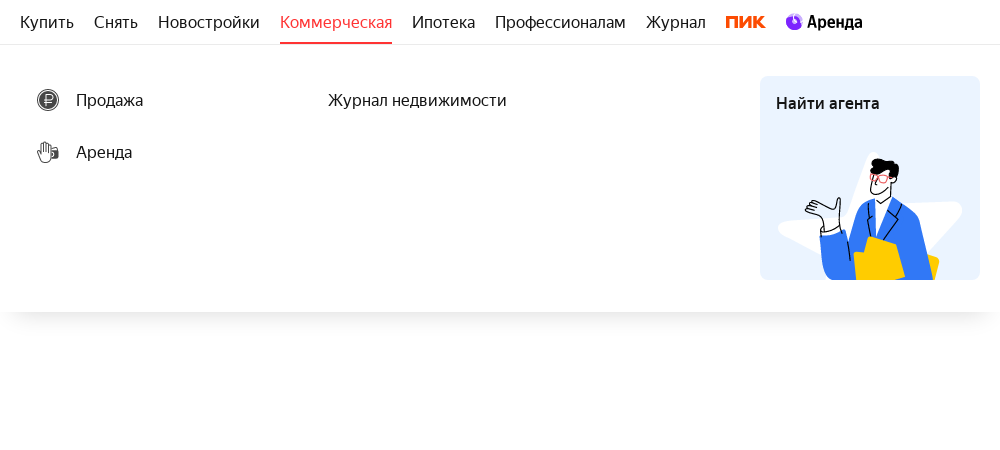 Купить Снять Новостройки Коммерческая Ипотека Профессионалам Журнал ПИК Аренда
Продажа Журнал недвижимости Найти агента
Аренда